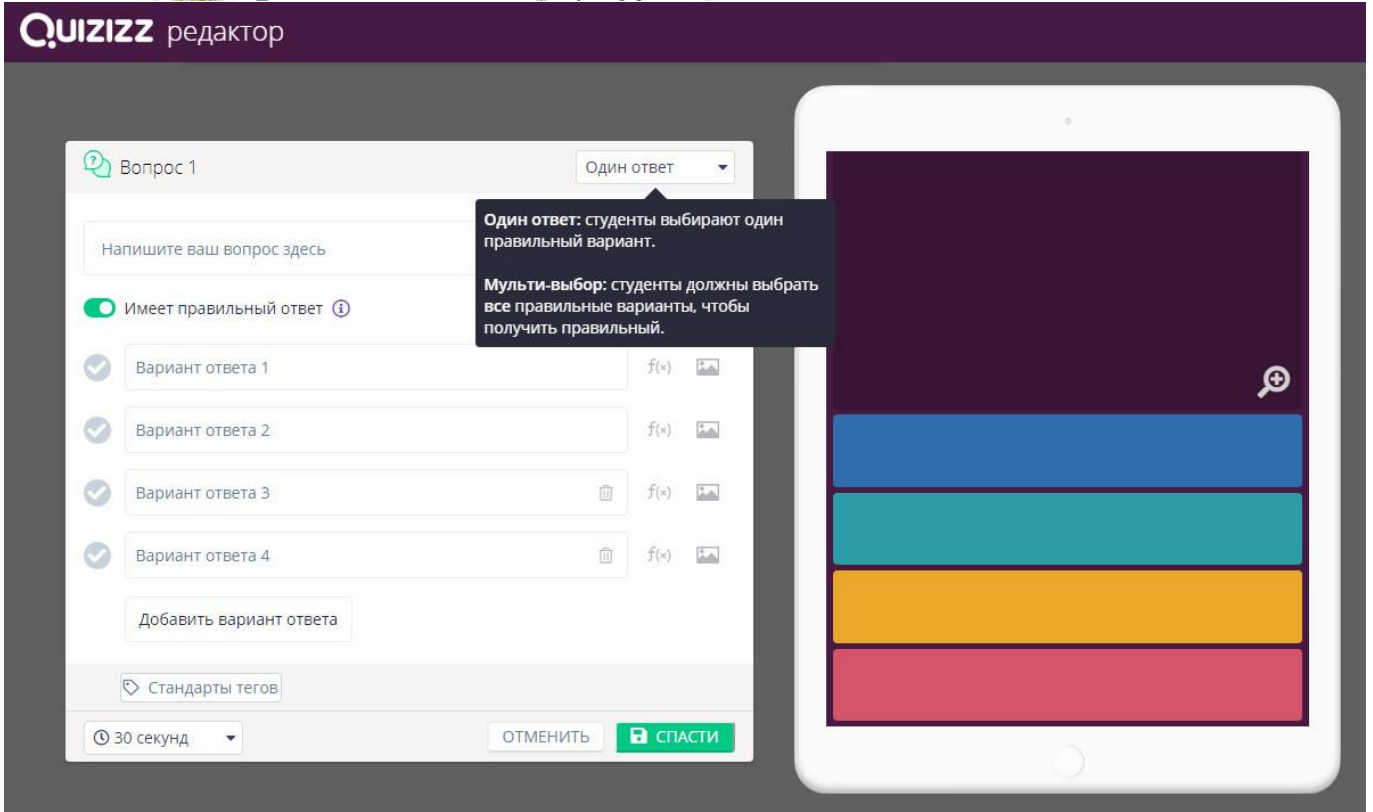 QUIZIZZ редактор
Вопрос 1
Один ответ
Один ответ: студенты выбирают один
правильный вариант.
Мульти-выбор: студенты должны выбрать
все правильные варианты, чтобы
получить правильный.
Напишите ваш вопрос здесь
Имеет правильный ответ
Вариант ответа 1
f(×)
Вариант ответа 2
f(×)
Вариант ответа 3
f(×)
Вариант ответа 4
f(×)
Добавить вариант ответа
Стандарты тегов
30 секунд
ОТМЕНИТЬ
СПАСТИ